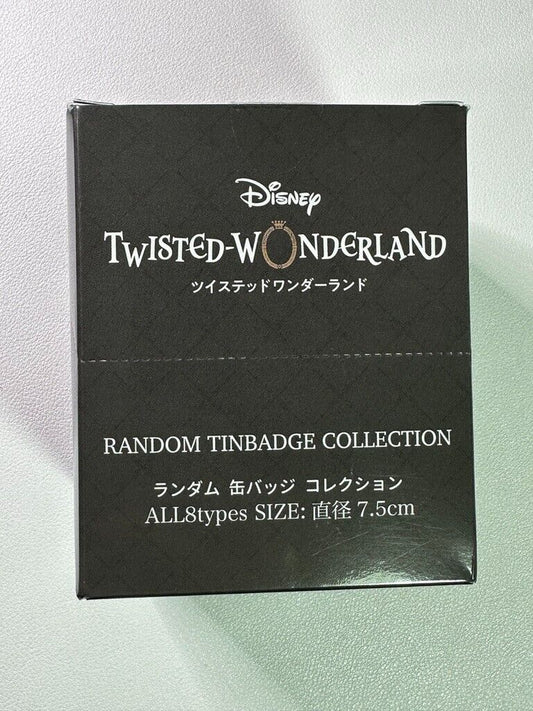 Disney
TWISTED-WONDERLAND
ツイステッドワンダーランド
RANDOM TINBADGE COLLECTION
ランダム 缶バッジ コレクション
ALL8types SIZE: 直径 7.5cm